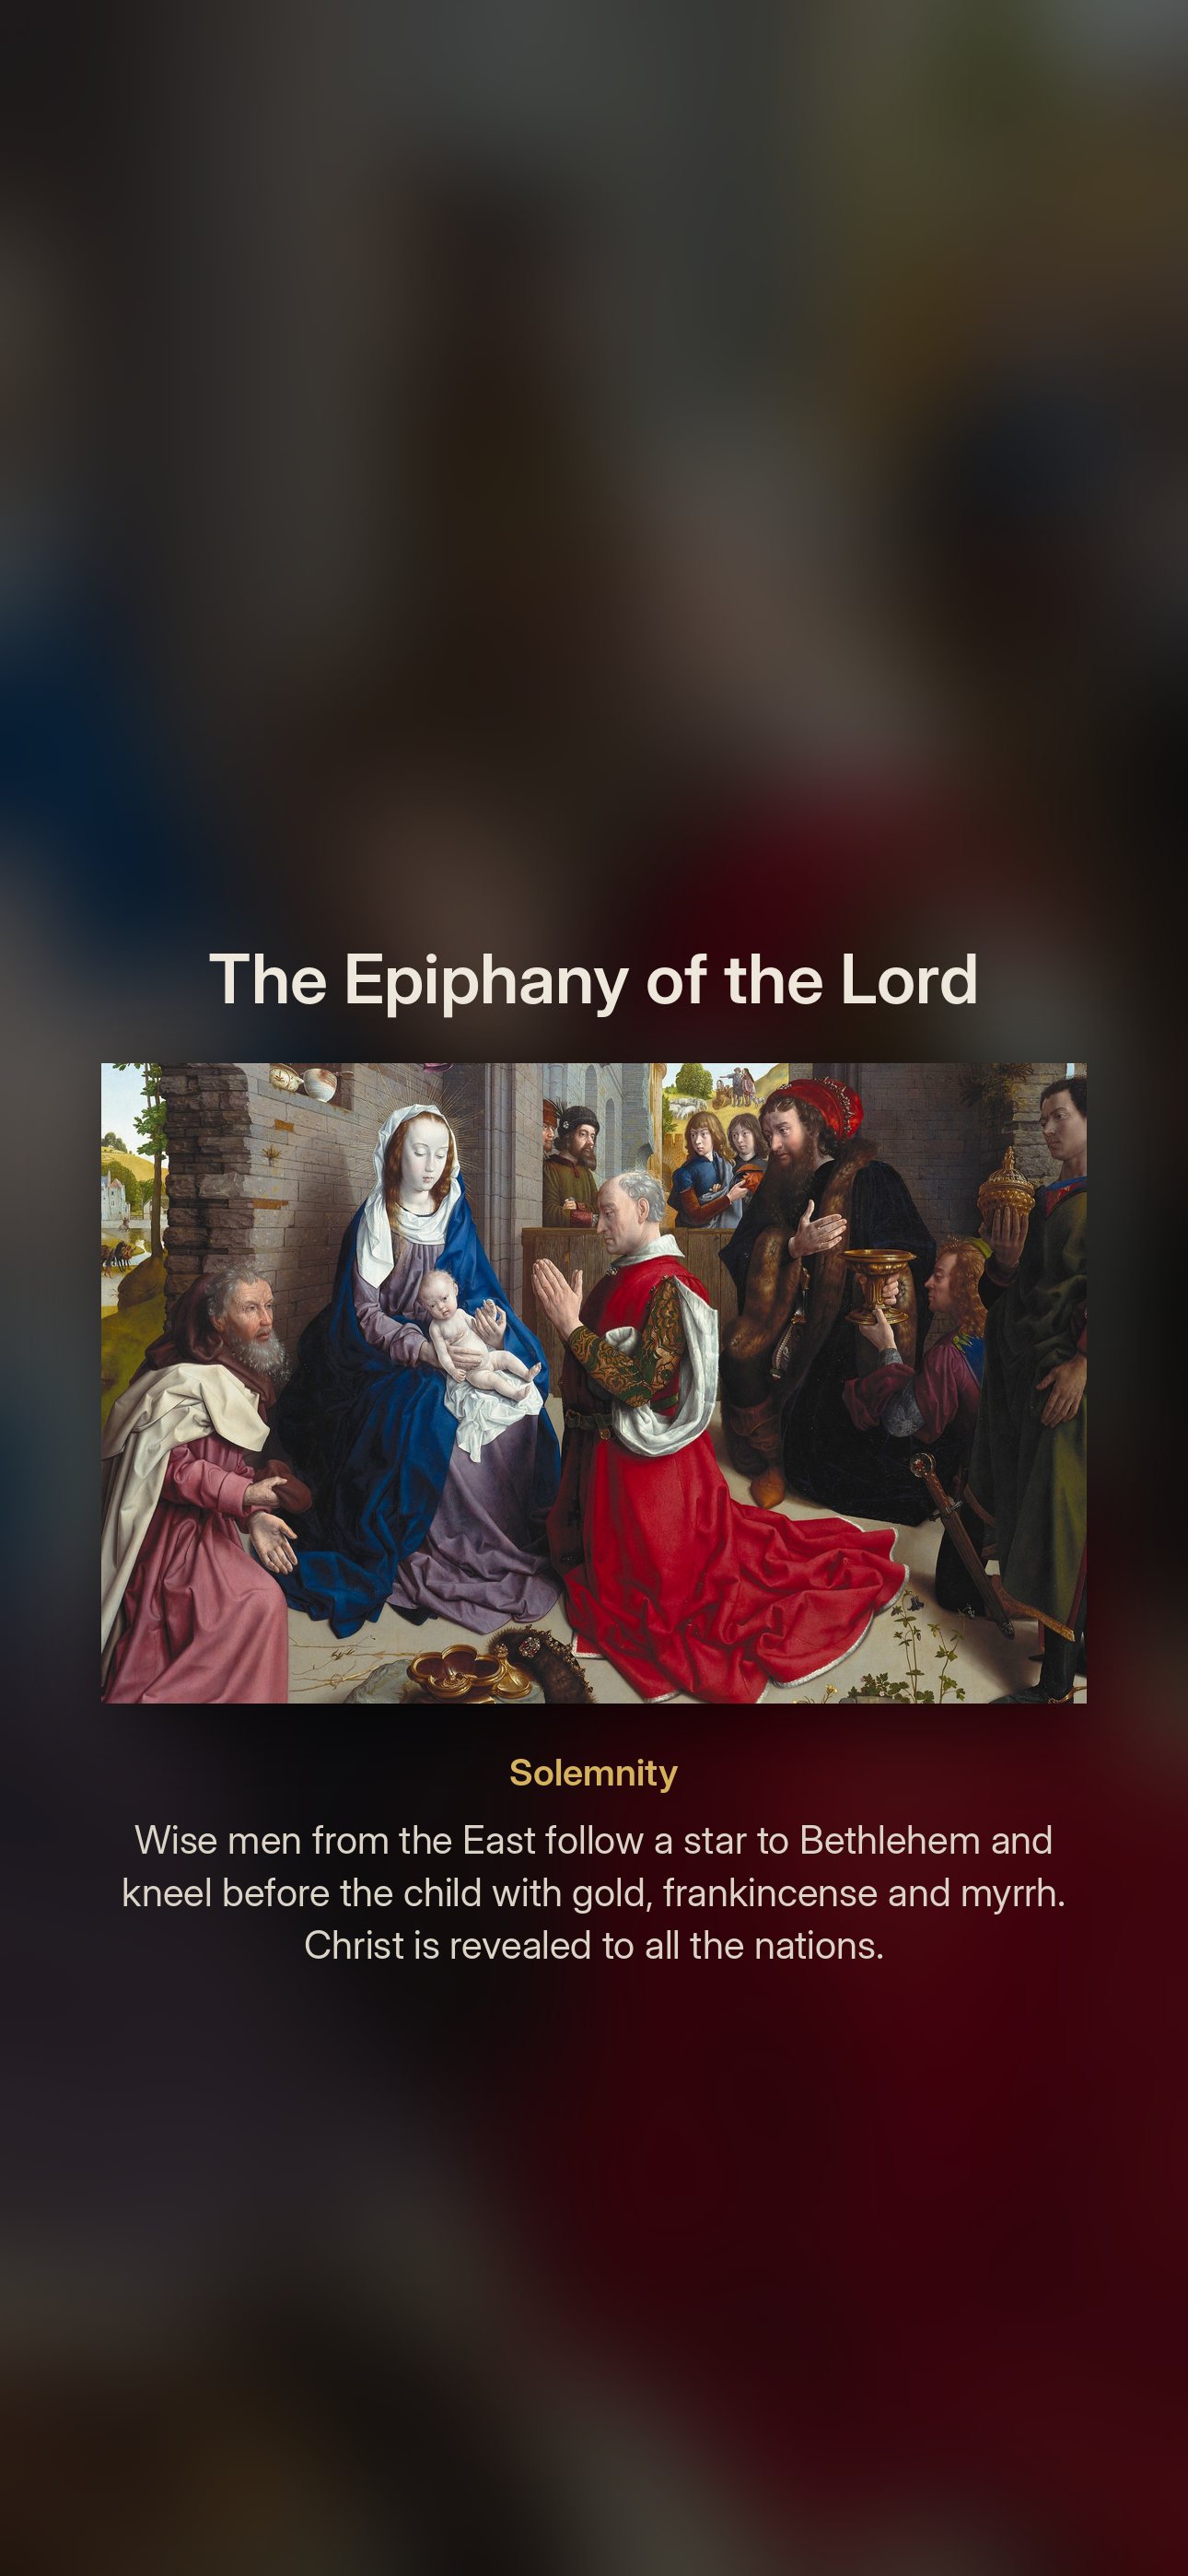 The Epiphany of the Lord
Solemnity
Wise men from the East follow a star to Bethlehem and
kneel before the child with gold, frankincense and myrrh.
Christ is revealed to all the nations.